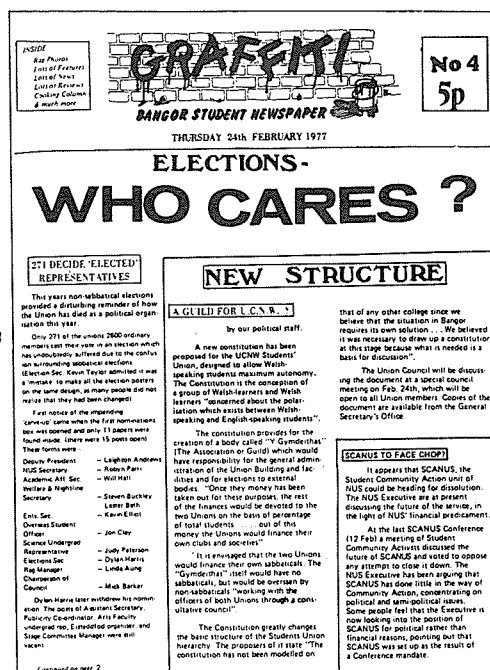 INSIDE
Rag Photos
Lots of Features
Lots of News
Lots of Reviews
Cooking Column
& much more
GRAFFITI
No 4
5p
BANGOR STUDENT NEWSPAPER
THURSDAY 24th FEBRUARY 1977
ELECTIONS -
WHO CARES ?
271 DECIDE 'ELECTED'
REPRESENTATIVES
This years non-sabbatical elections
provided a disturbing reminder of how
the Union has died as a political organ-
isation this year.
Only 271 of the unions 2600 ordinary
members cast their vote in an election which
has undoubtedly suffered due to the confus
ion surrounding sabbatical elections.
(Election Sec. Kevin Taylor admitted it was
a 'mistake' to make all the election posters
on the same design, as many people did not
realize that they had been changed)
First notice of the impending
'carve-up' came when the first nominations
box was opened and only 11 papers were
found inside. (there were 15 posts open)
These forms were -
Deputy President – Leighton Andrews
NUS Secretary – Robyn Parri
Academic Aff. Sec. – Will Hall
Welfare & Nightline
Secretary – Steven Buckley
Lester Bath
Ents. Sec. – Kevin Elliot
Overseas Student
Officer – Jon Clay
Science Undergrad
Representative – Judy Peterson
Elections Sec – Dylan Harris
Rag Manager – Linda Aung
Chairperson of
Council – Mick Barker
Dylan Harris later withdrew his nomin-
ation. The posts of Assistant Secretary,
Publicity Co-ordinator, Arts Faculty
undergrad rep, Eisteddfod organiser, and
Stage Committee Manager were still
vacant
Continued on page 2
NEW STRUCTURE
A GUILD FOR U.C.N.W. ?
by our political staff.
A new constitution has been
proposed for the UCNW Students'
Union, designed to allow Welsh-
speaking students maximum autonomy.
The Constitution is the conception of
a group of Welsh-learners and Welsh
learners "concerned about the polar-
isation which exists between Welsh-
speaking and English-speaking students".
The constitution provides for the
creation of a body called "Y Gymdeithas"
(The Association or Guild) which would
have responsibility for the general admin-
istration of the Union Building and fac-
ilities and for elections to external
bodies. "Once they money has been
taken out for these purposes, the rest
of the finances would be devoted to the
two Unions on the basis of percentage
of total students ..... out of this
money the Unions would finance their
own clubs and societies"
It is envisaged that the two Unions
would finance their own sabbaticals. The
"Gymdeithas" itself would have no
sabbaticals, but would be overseen by
non-sabbaticals "working with the
officers of both Unions through a cons-
ultative council".
The Constitution greatly changes
the basic structure of the Students Union
hierarchy. The proposers of it state "The
constitution has not been modelled on
that of any other college since we
believe that the situation in Bangor
requires its own solution . . . We believed
it was necessary to draw up a constitution
at this stage because what is needed is a
basis for discussion".
The Union Council will be discuss-
ing the document at a special council
meeting on Feb. 24th, which will be
open to all Union members. Copies of the
document are available from the General
Secretary's Office.
SCANUS TO FACE CHOP?
It appears that SCANUS, the
Student Community Action unit of
NUS could be heading for dissolution.
The NUS Executive are at present
discussing the future of the service, in
the light of NUS' financial predicament.
At the last SCANUS Conference
(12 Feb) a meeting of Student
Community Activists discussed the
future of SCANUS and voted to oppose
any attempt to close it down. The
NUS Executive has been arguing that
SCANUS has done little in the way of
Community Action, concentrating on
political and semi-political issues.
Some people feel that the Executive is
now looking into the position of
SCANUS for political rather than
financial reasons, pointing out that
SCANUS was set up as the result of
a Conference mandate.